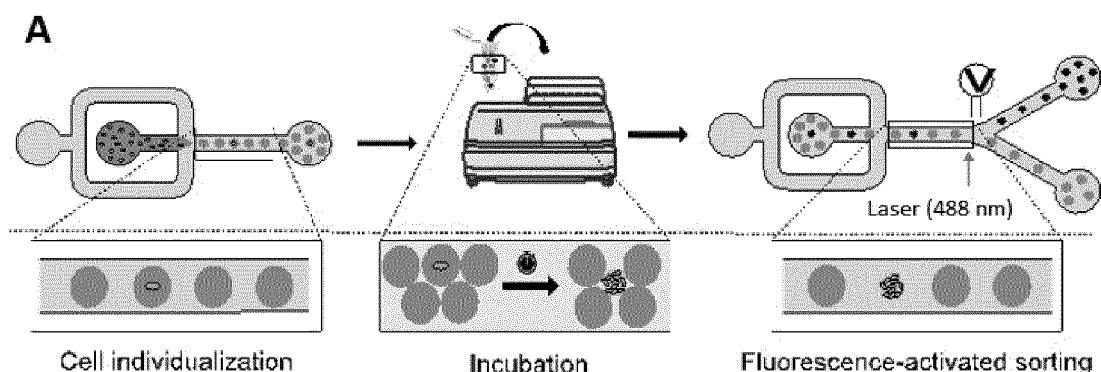 A
Laser (488 nm)
Cell individualization
Incubation
Fluorescence-activated sorting